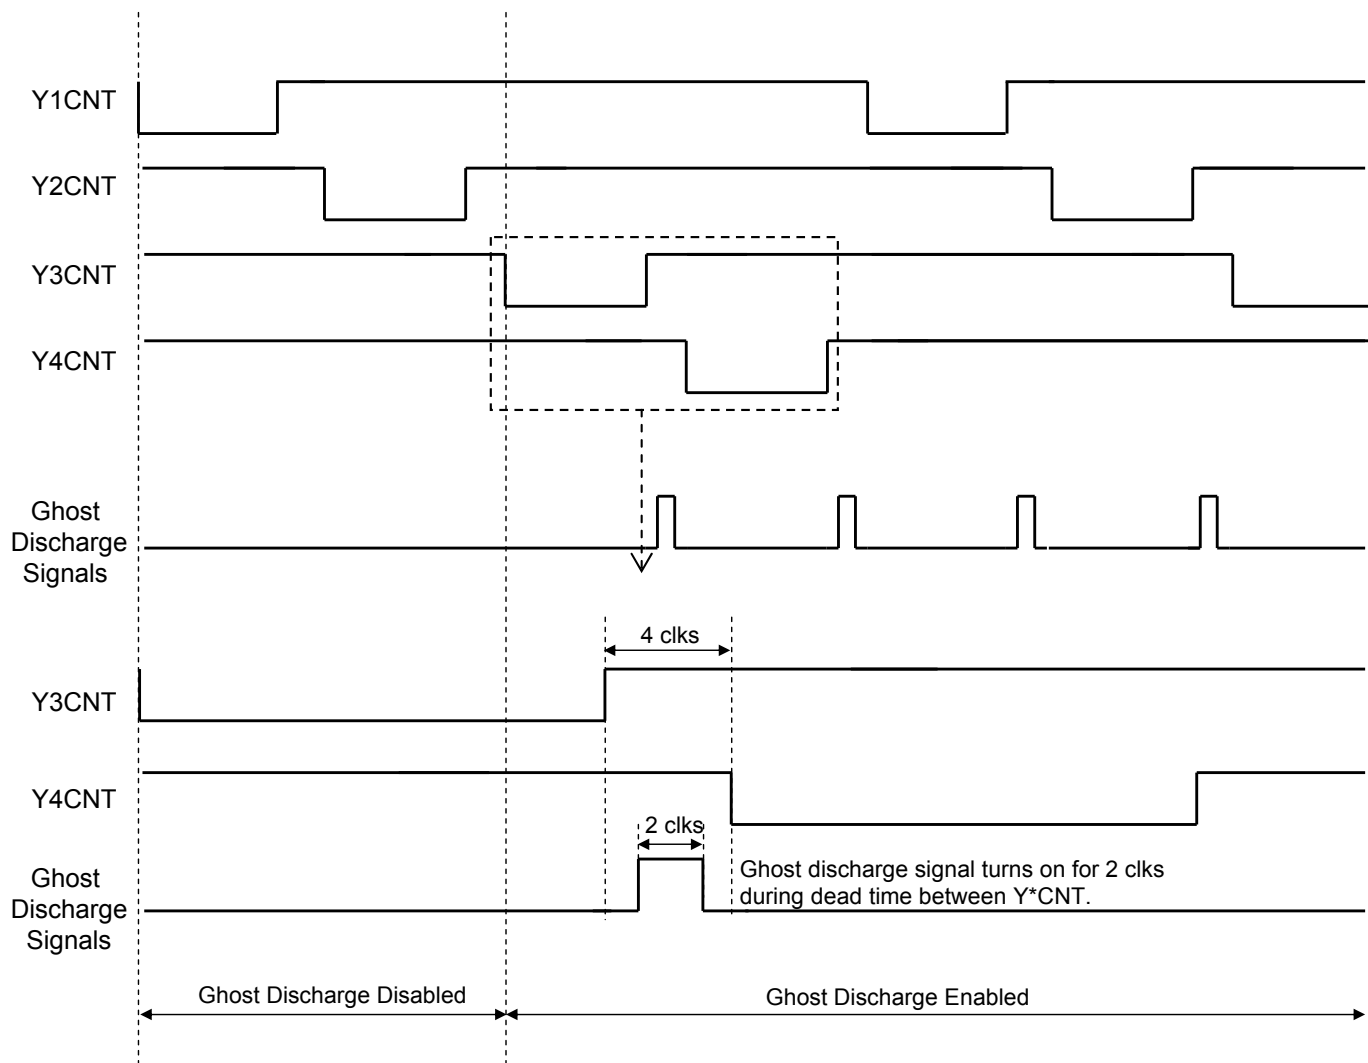 Y1CNT
Y2CNT
Y3CNT
Y4CNT
Ghost
Discharge
Signals
4 clks
Y3CNT
Y4CNT
2 clks
Ghost discharge signal turns on for 2 clks
during dead time between Y*CNT.
Ghost
Discharge
Signals
Ghost Discharge Disabled
Ghost Discharge Enabled